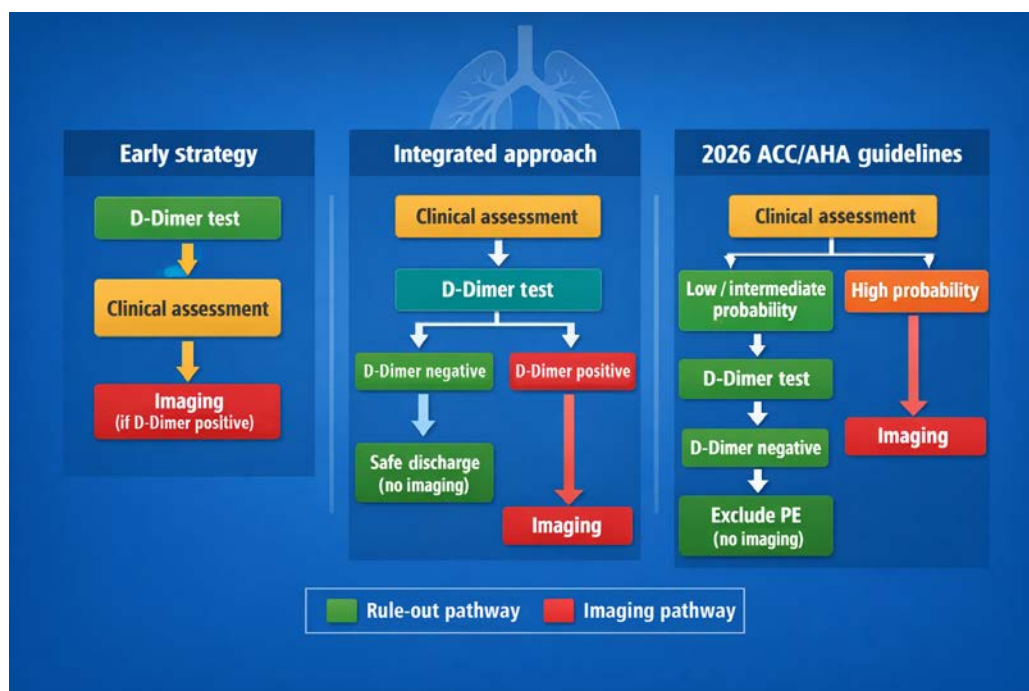 Early strategy
D-Dimer test
Clinical assessment
Imaging
(if D-Dimer positive)
Integrated approach
Clinical assessment
D-Dimer test
D-Dimer negative
D-Dimer positive
Safe discharge
(no imaging)
Imaging
2026 ACC/AHA guidelines
Clinical assessment
Low / intermediate
probability
High probability
D-Dimer test
D-Dimer negative
Imaging
Exclude PE
(no imaging)
Rule-out pathway
Imaging pathway